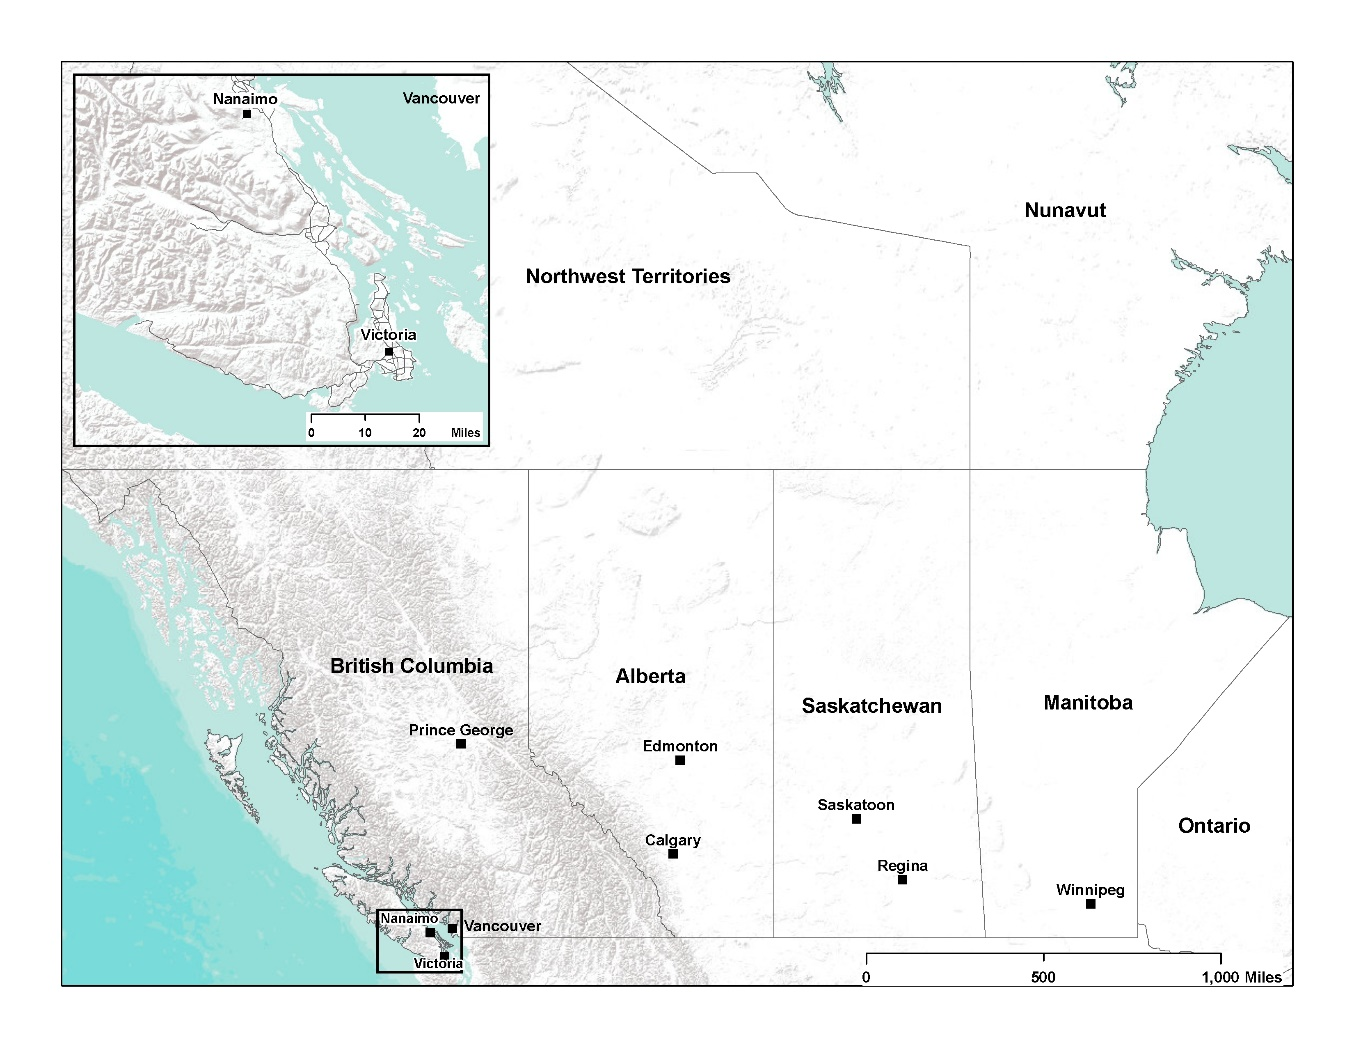 Nanaimo
Vancouver
Victoria
0 10 20 Miles
Nunavut
Northwest Territories
British Columbia
Alberta
Saskatchewan
Manitoba
Prince George
Edmonton
Saskatoon
Ontario
Calgary
Regina
Winnipeg
Nanaimo
Vancouver
Victoria
0 500 1,000 Miles